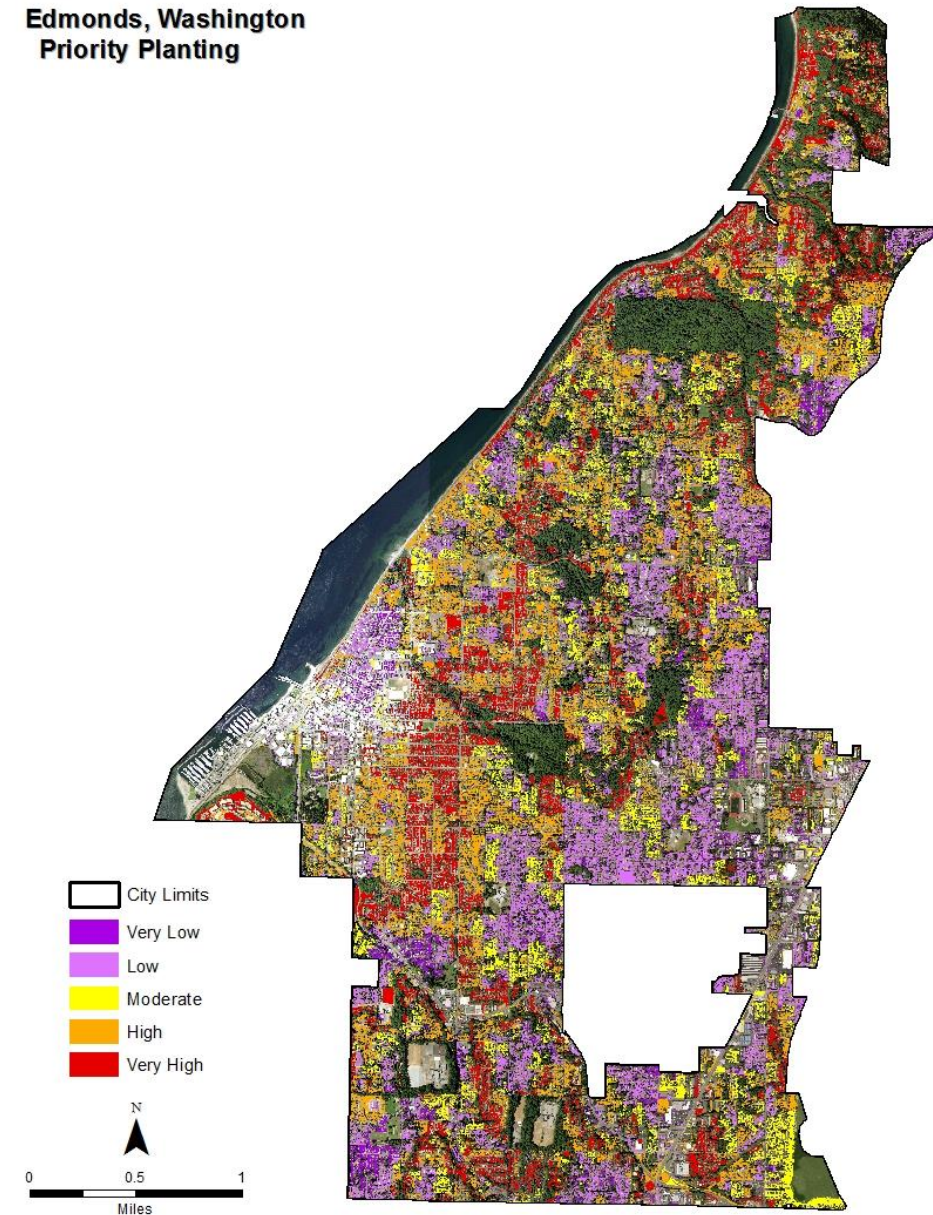 Edmonds, Washington
Priority Planting
City Limits
Very Low
Low
Moderate
High
Very High
N
0 0.5 1
Miles